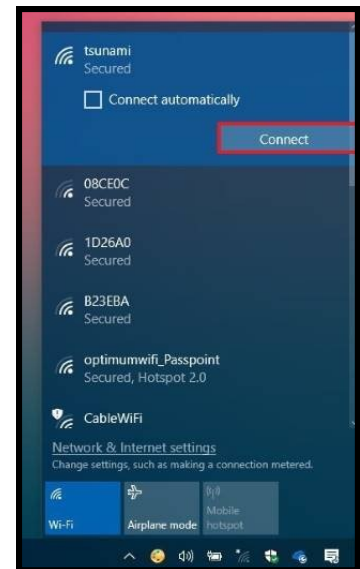 tsunami
Secured
Connect automatically
Connect
08CE0C
Secured
1D26A0
Secured
B23EBA
Secured
optimumwifi_Passpoint
Secured, Hotspot 2.0
CableWiFi
Network & Internet settings
Change settings, such as making a connection metered.
Wi-Fi
Airplane mode
Mobile hotspot